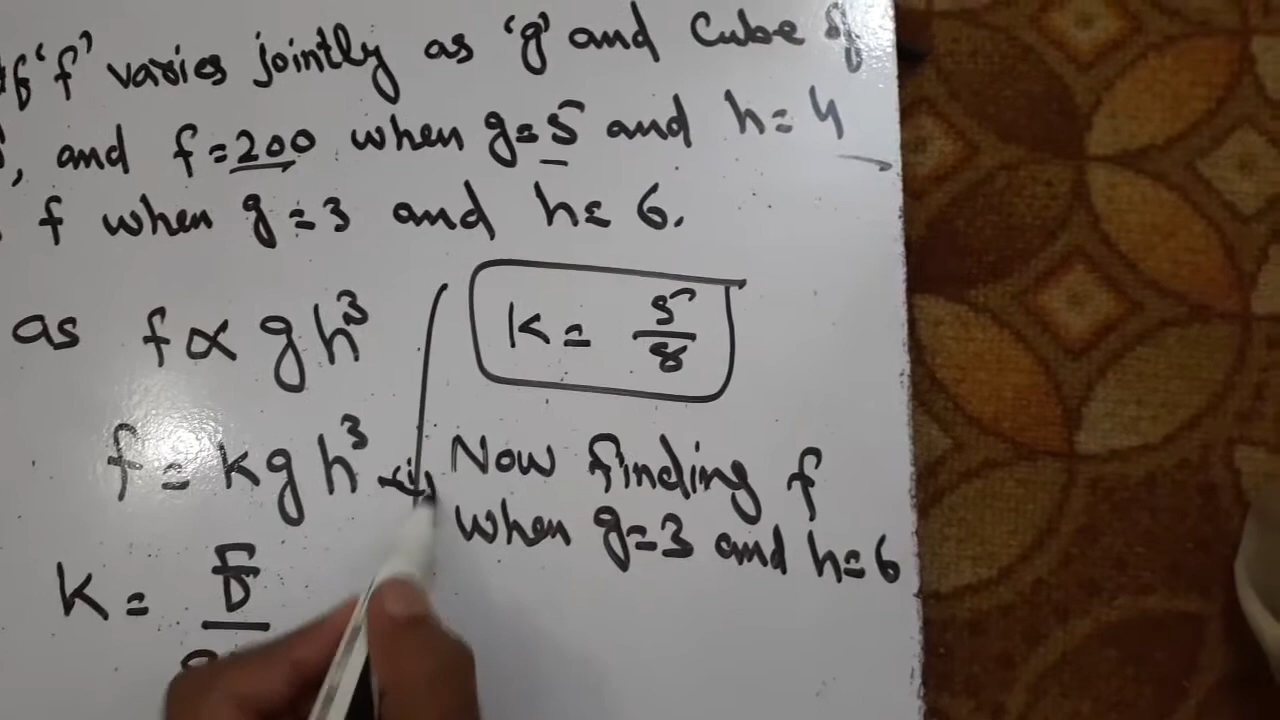 'f' varies jointly as 'g' and Cube of
, and f = 200 when g = 5 and h = 4
f when g = 3 and h = 6.
as f ∝ gh³
f = kgh³
k = f
k = 5/8
Now finding f
when g = 3 and h = 6